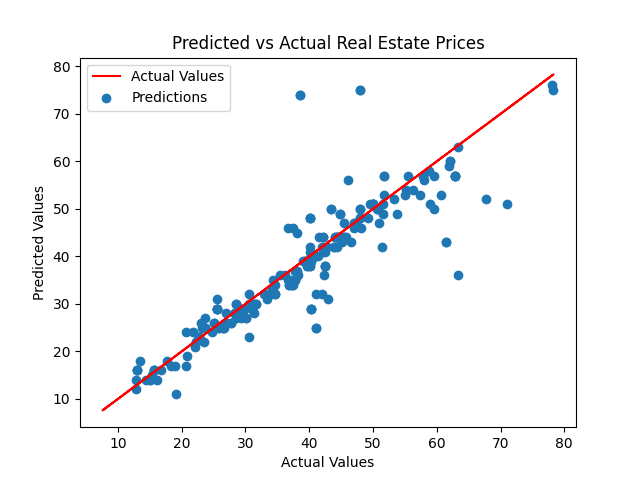 Predicted vs Actual Real Estate Prices
Actual Values
Predictions
80
70
60
50
40
30
20
10
Predicted Values
10 20 30 40 50 60 70 80
Actual Values